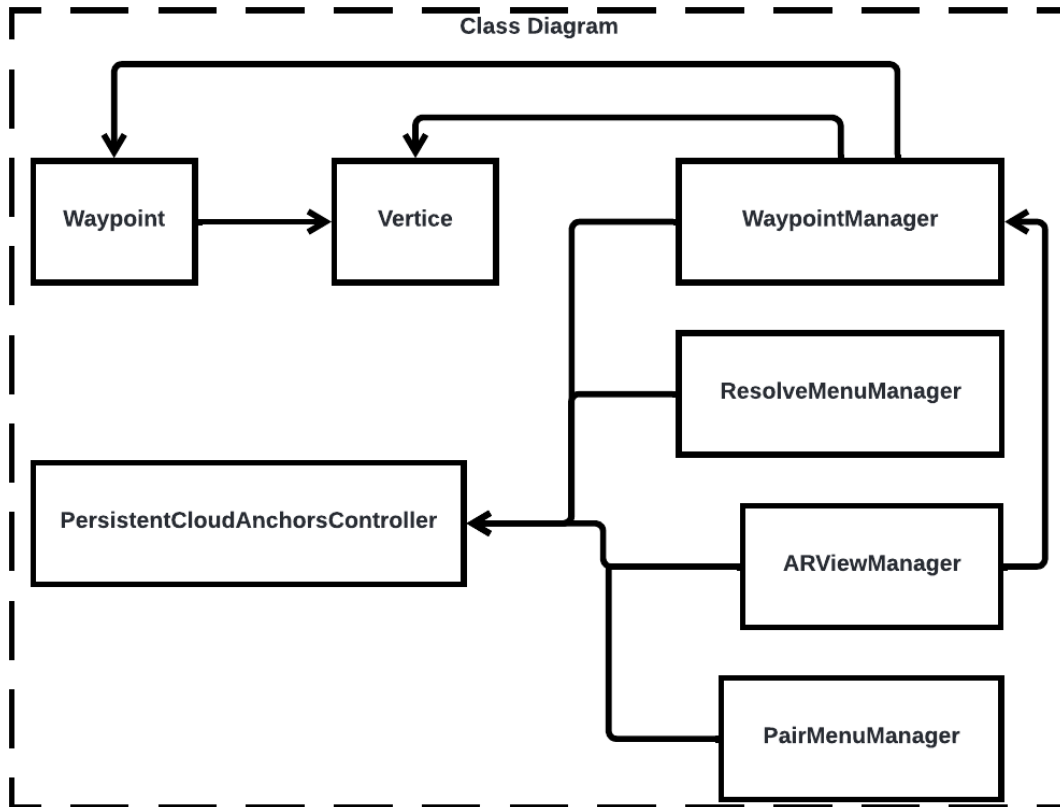 Class Diagram
Waypoint
Vertice
WaypointManager
ResolveMenuManager
PersistentCloudAnchorsController
ARViewManager
PairMenuManager